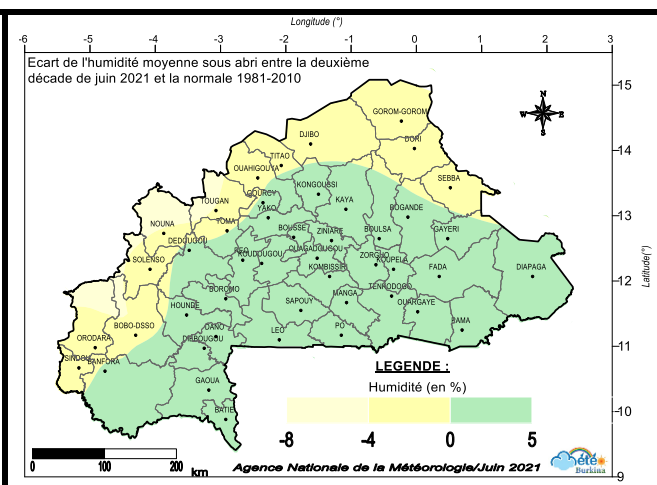 Longitude (°)
-6 -5 -4 -3 -2 -1 0 1 2 3
Ecart de l'humidité moyenne sous abri entre la deuxième
décade de juin 2021 et la normale 1981-2010
15
N
W E
S
GOROM-GOROM
DJIBO
DORI
14
TITAO
OUAHIGOUYA
SEBBA
KONGOUSSI
GOURCY
KAYA
TOUGAN
YAKO
BOGANDE
13
NOUNA
TOMA
BOUSSE
ZINIARE
BOULSA
GAYERI
Latitude(°)
DEDOUGOU
REO
OUAGADOUGOU
ZORGHO
SOLENSO
KOUDOUGOU
KOMBISSIRI
KOUPELA
FADA
DIAPAGA
12
TENKODOGO
BOROMO
MANGA
SAPOUY
OUARGAYE
HOUNDE
BOBO-DSSO
DANO
LEO
PO
PAMA
ORODARA
DIEBOUGOU
11
SINDOU
BANFORA
LEGENDE :
GAOUA
Humidité (en %)
BATIE
10
-8 -4 0 5
0 100 200
km
Agence Nationale de la Météorologie/Juin 2021
météo
Burkina
9